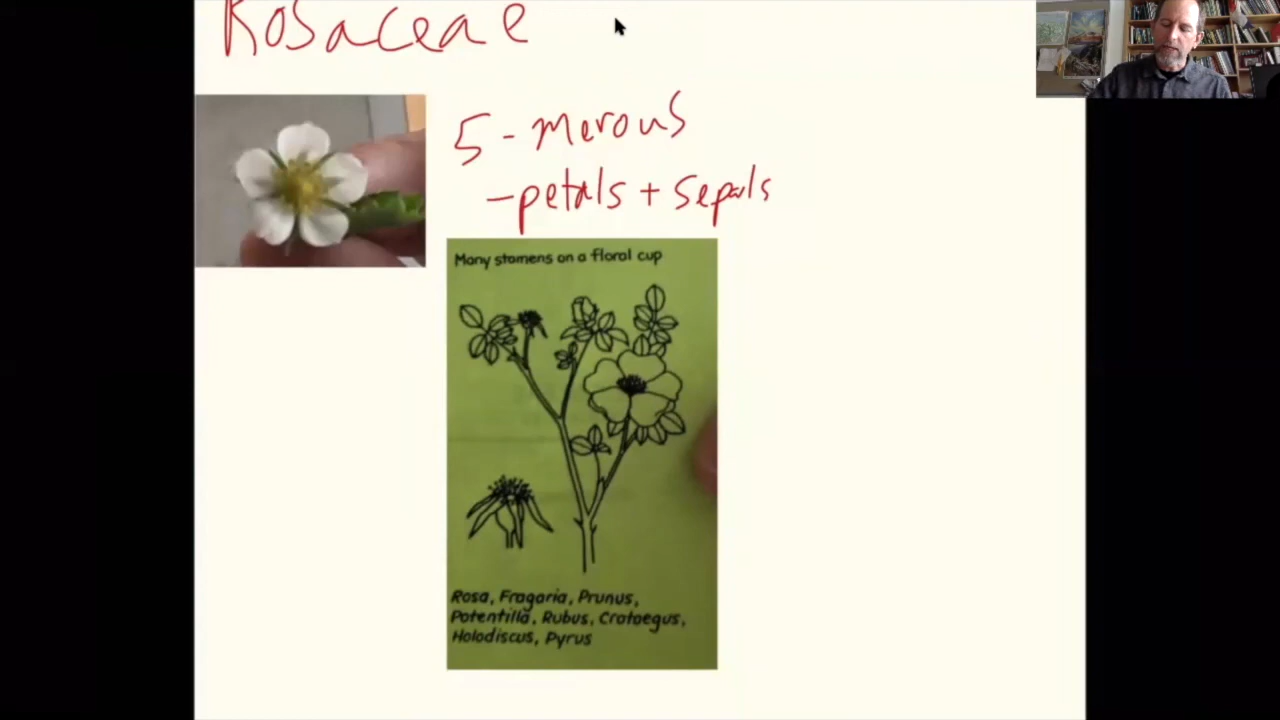 Rosaceae
5-merous
-petals + sepals
Many stamens on a floral cup
Rosa, Fragaria, Prunus,
Potentilla, Rubus, Crataegus,
Holodiscus, Pyrus